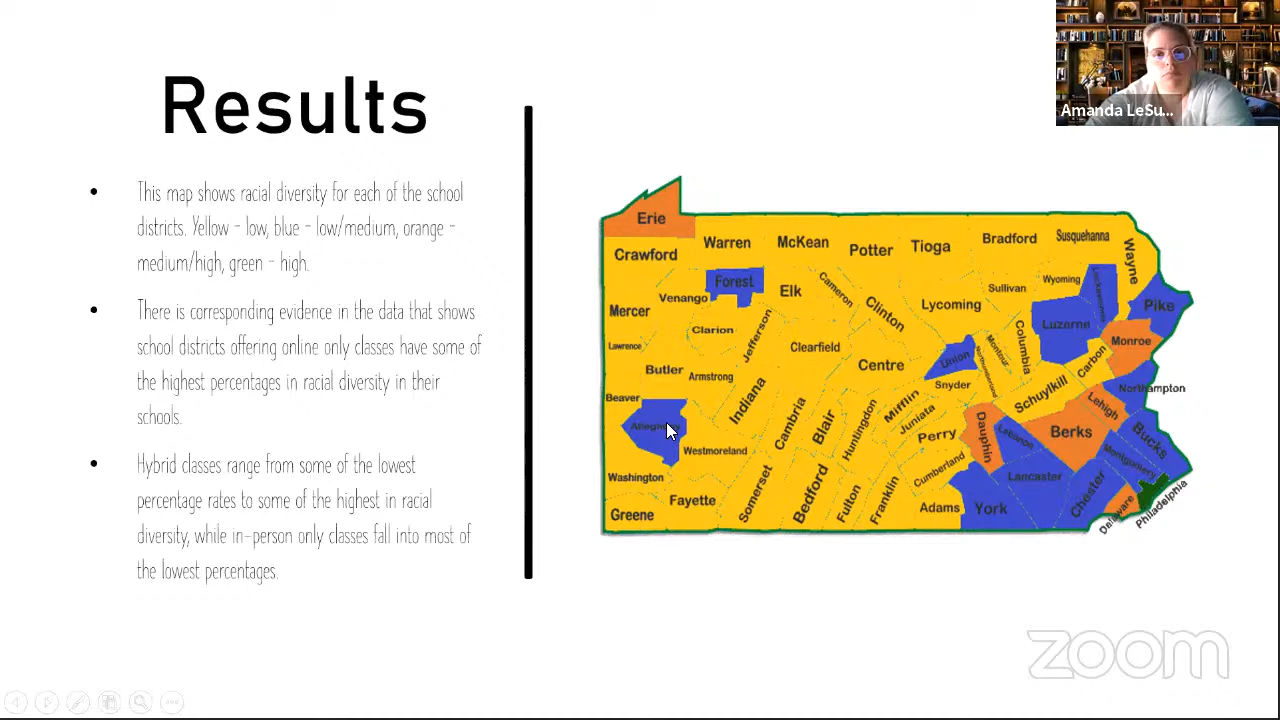 Results
• This map shows racial diversity for each of the school
districts. Yellow - low, blue - low/medium, orange -
medium/high, green - high.
• There is corresponding evidence in the data that shows
school districts offering online only classes have some of
the highest percentages in racial diversity in their
schools.
• Hybrid classes range from some of the lowest
percentage rates to some of the highest in racial
diversity, while in-person only classes fall into most of
the lowest percentages.
Amanda LeSu...
Erie
Crawford
Warren
McKean
Potter
Tioga
Bradford
Susquehanna
Wayne
Forest
Venango
Elk
Cameron
Clinton
Lycoming
Sullivan
Wyoming
Lackawanna
Pike
Mercer
Clarion
Jefferson
Clearfield
Centre
Union
Northumberland
Montour
Columbia
Luzerne
Monroe
Carbon
Lawrence
Butler
Armstrong
Indiana
Snyder
Schuylkill
Northampton
Beaver
Allegheny
Westmoreland
Cambria
Blair
Huntingdon
Mifflin
Juniata
Perry
Dauphin
Lebanon
Berks
Lehigh
Bucks
Montgomery
Washington
Greene
Fayette
Somerset
Bedford
Fulton
Franklin
Cumberland
Adams
York
Lancaster
Chester
Delaware
Philadelphia
zoom